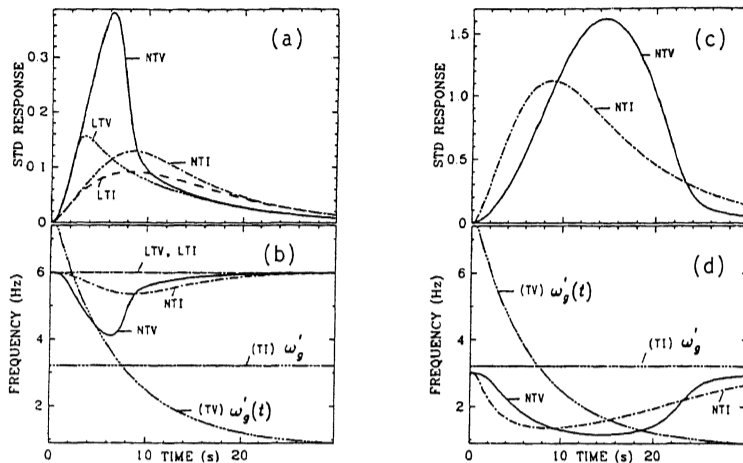 (a)
STD RESPONSE
0.3
0.2
0.1
0
NTV
LTV
NTI
LTI
(b)
FREQUENCY (Hz)
6
4
2
LTV, LTI
NTI
NTV
(TI) ω'g
(TV) ω'g(t)
0 10 TIME (s) 20
(c)
STD RESPONSE
1.5
1.0
0.5
0
NTV
NTI
(d)
FREQUENCY (Hz)
6
4
2
(TV) ω'g(t)
(TI) ω'g
NTV
NTI
0 10 TIME (s) 20